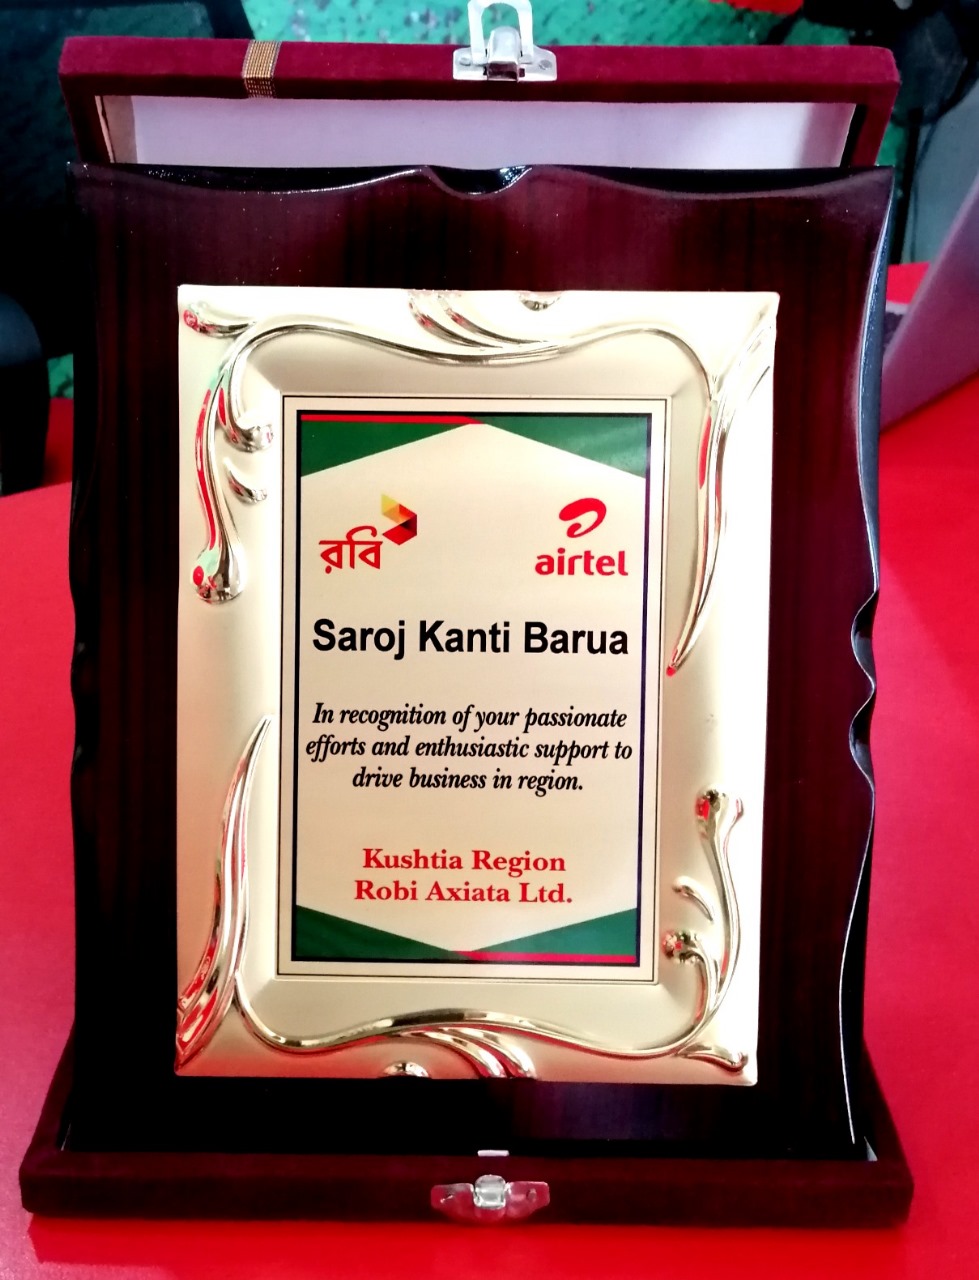 রবি
airtel
Saroj Kanti Barua
In recognition of your passionate
efforts and enthusiastic support to
drive business in region.
Kushtia Region
Robi Axiata Ltd.